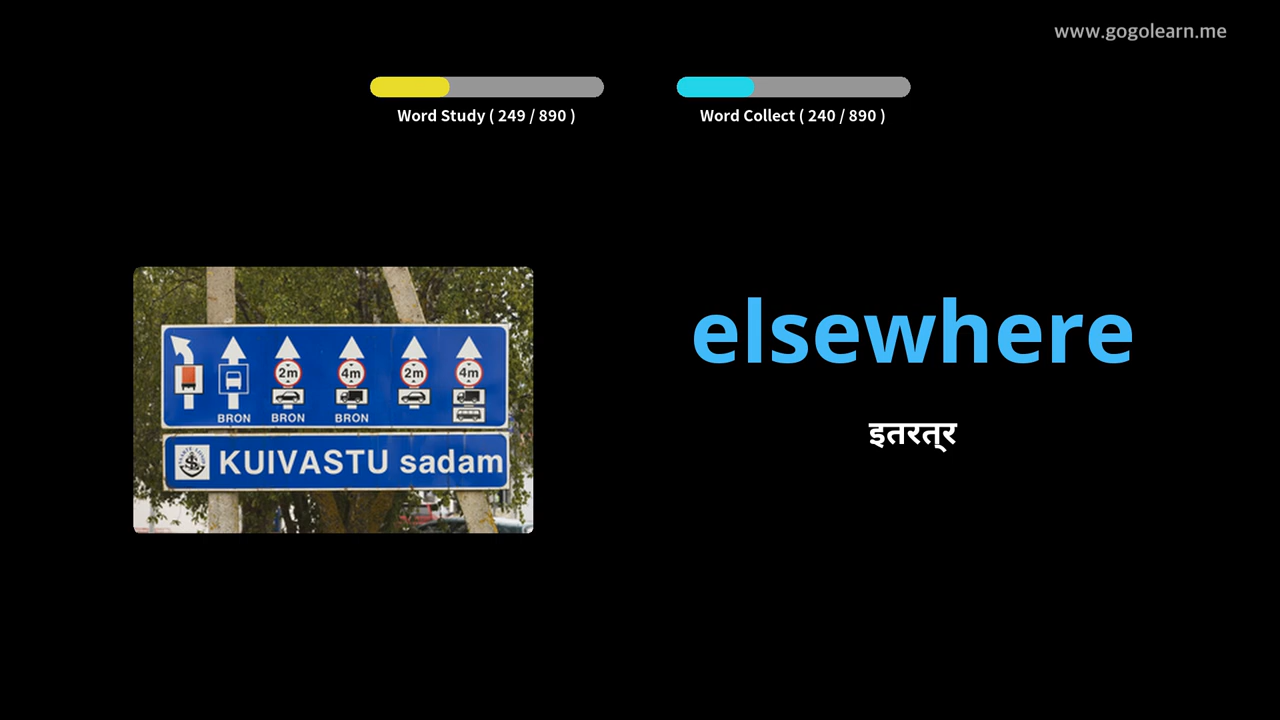 www.gogolearn.me
Word Study ( 249 / 890 )
Word Collect ( 240 / 890 )
elsewhere
इतरत्र
2m 4m 2m 4m
BRON BRON BRON
KUIVASTU sadam